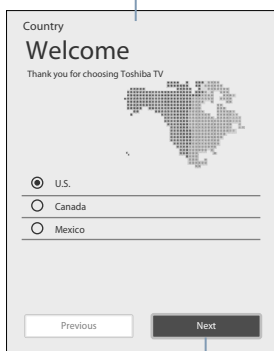 Country
Welcome
Thank you for choosing Toshiba TV
U.S.
Canada
Mexico
Previous
Next